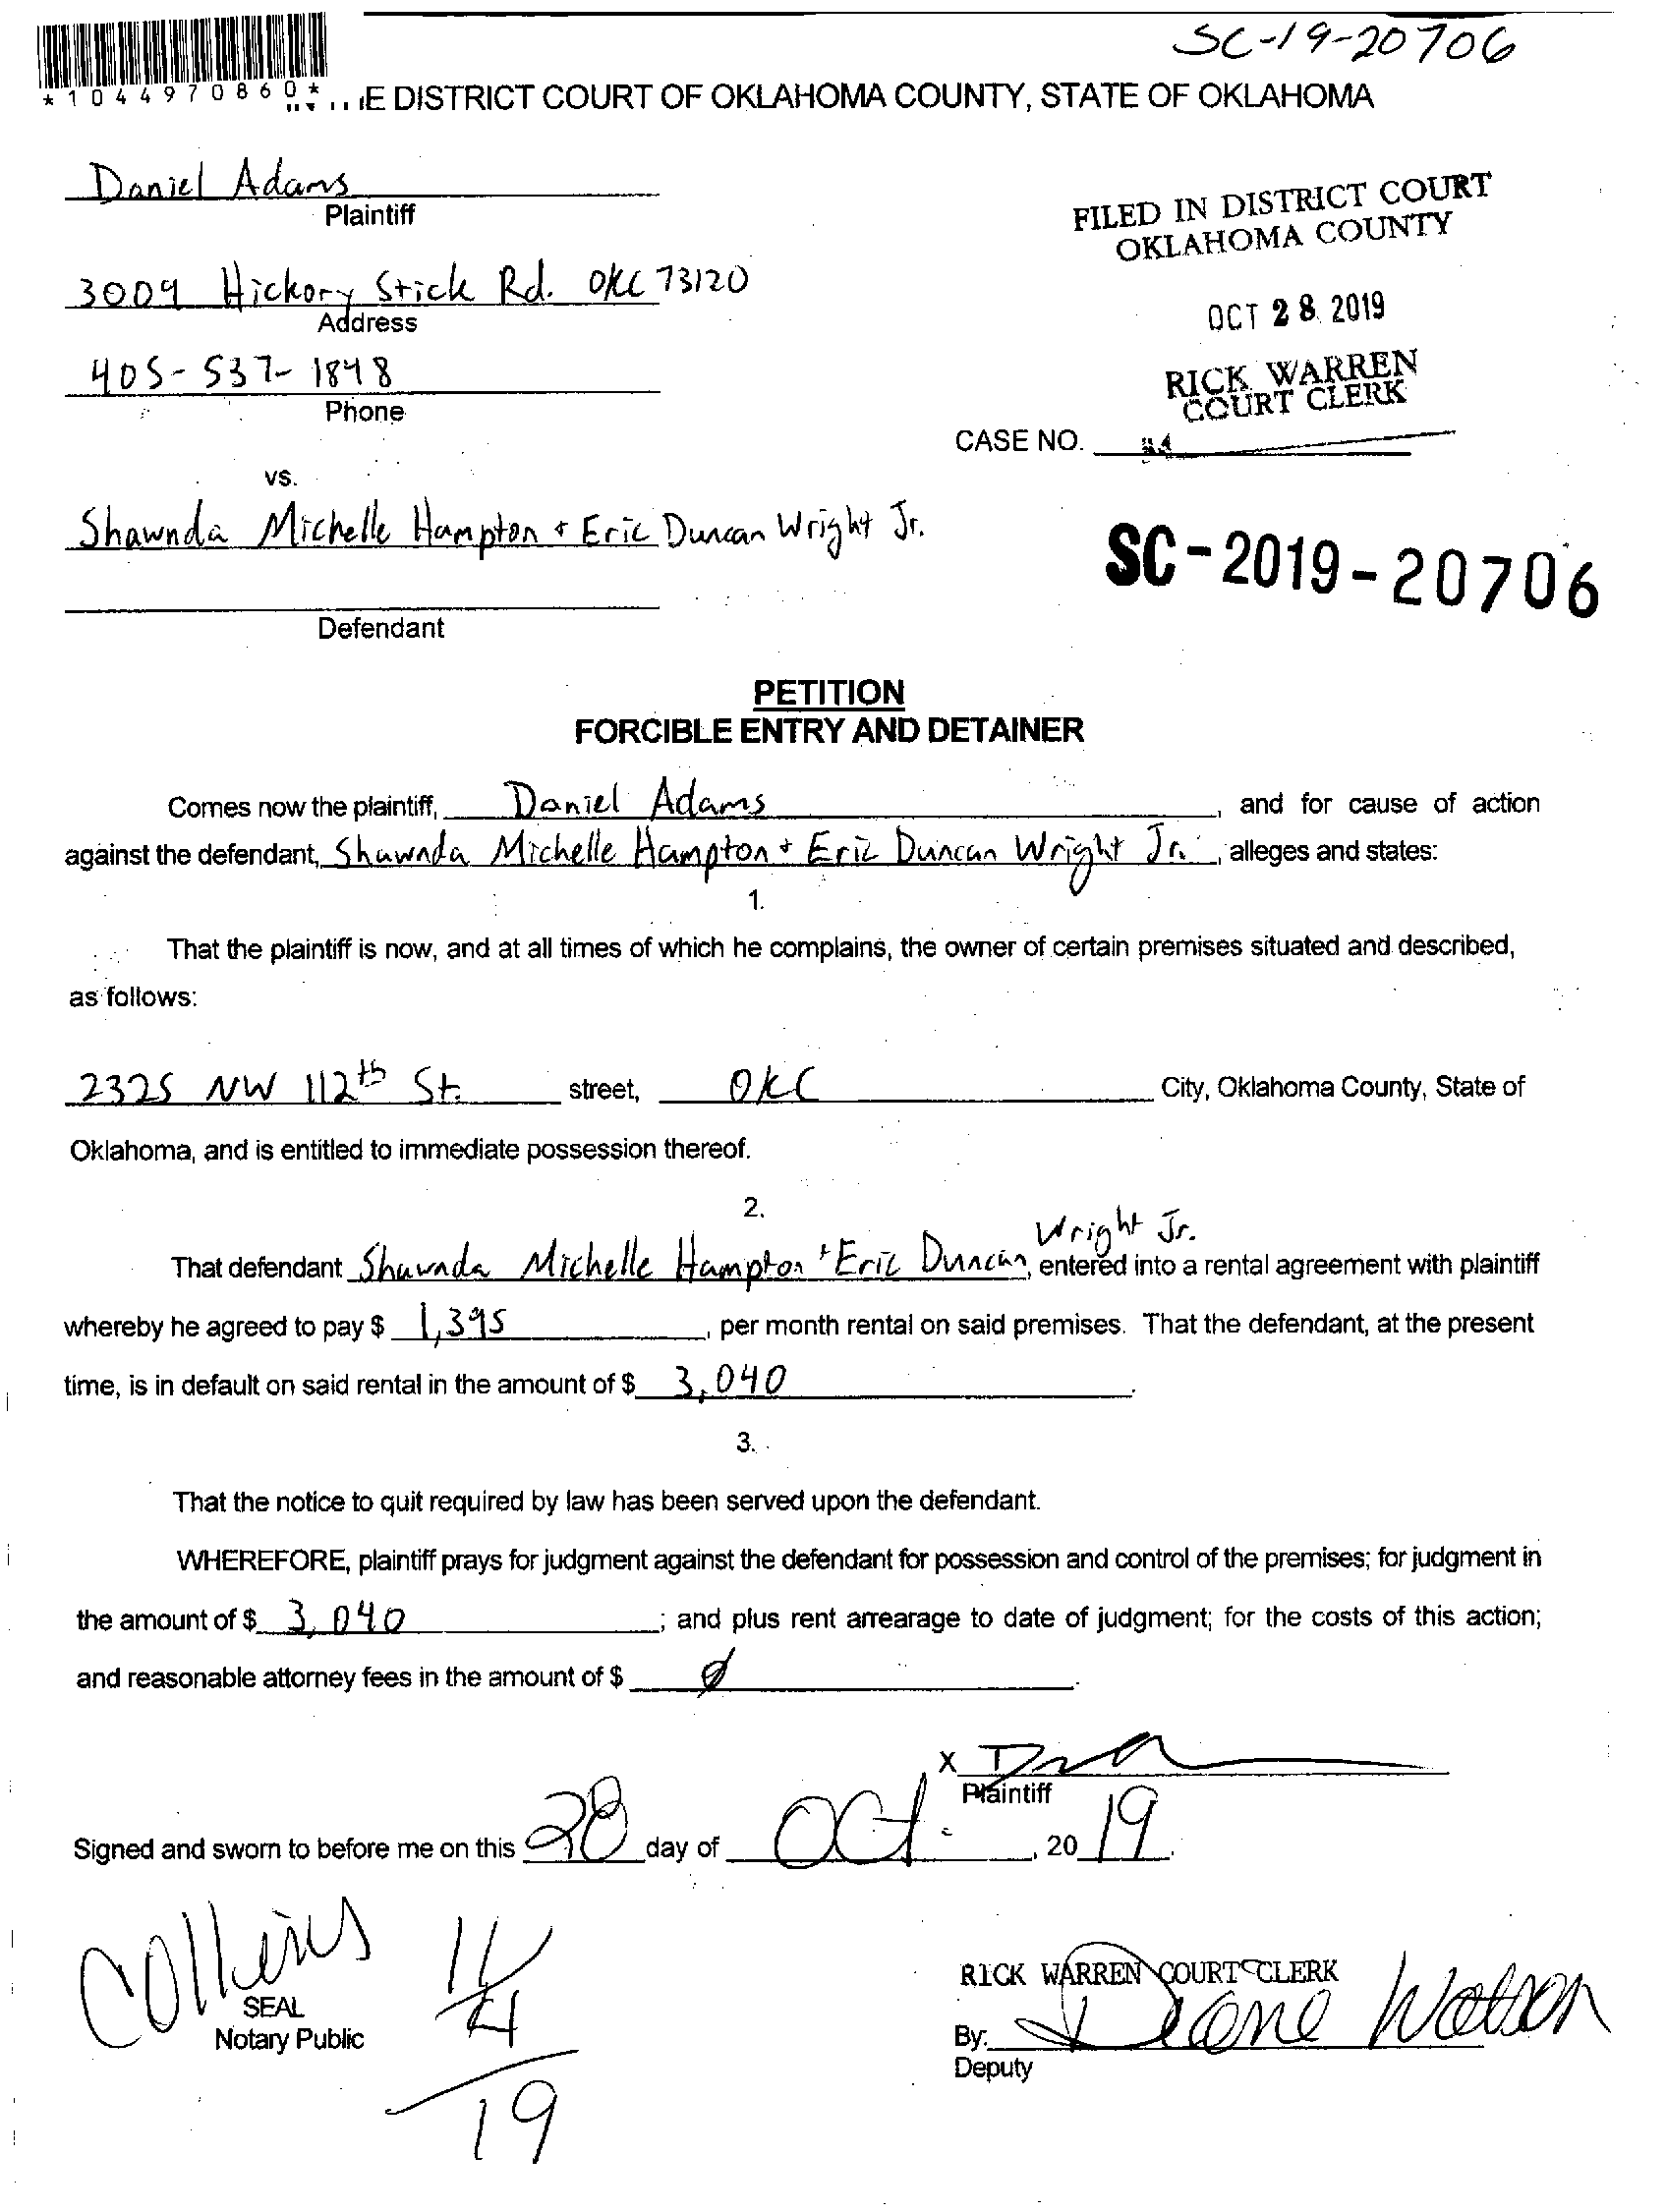 SC-19-20706
*1044970860*
E DISTRICT COURT OF OKLAHOMA COUNTY, STATE OF OKLAHOMA
Daniel Adams
Plaintiff
FILED IN DISTRICT COURT
OKLAHOMA COUNTY
3009 Hickory Stick Rd. OKC 73120
Address
OCT 28 2019
405-537-1848
Phone
RICK WARREN
COURT CLERK
CASE NO.
vs.
Shawnda Michelle Hampton + Eric Duncan Wright Jr.
SC-2019-20706
Defendant
PETITION
FORCIBLE ENTRY AND DETAINER
Comes now the plaintiff, Daniel Adams, and for cause of action
against the defendant, Shawnda Michelle Hampton + Eric Duncan Wright Jr., alleges and states:
1.
That the plaintiff is now, and at all times of which he complains, the owner of certain premises situated and described,
as follows:
2325 NW 112th St. street, OKC City, Oklahoma County, State of
Oklahoma, and is entitled to immediate possession thereof.
2.
Wright Jr.
That defendant Shawnda Michelle Hampton + Eric Duncan, entered into a rental agreement with plaintiff
whereby he agreed to pay $ 1,395, per month rental on said premises. That the defendant, at the present
time, is in default on said rental in the amount of $ 3,040.
3.
That the notice to quit required by law has been served upon the defendant.
WHEREFORE, plaintiff prays for judgment against the defendant for possession and control of the premises; for judgment in
the amount of $ 3,040; and plus rent arrearage to date of judgment; for the costs of this action;
and reasonable attorney fees in the amount of $ Ø.
X
Plaintiff
Signed and sworn to before me on this 28 day of Oct., 2019.
Collins
SEAL
Notary Public
11/4/19
RICK WARREN COURT CLERK
By: Diane Watson
Deputy